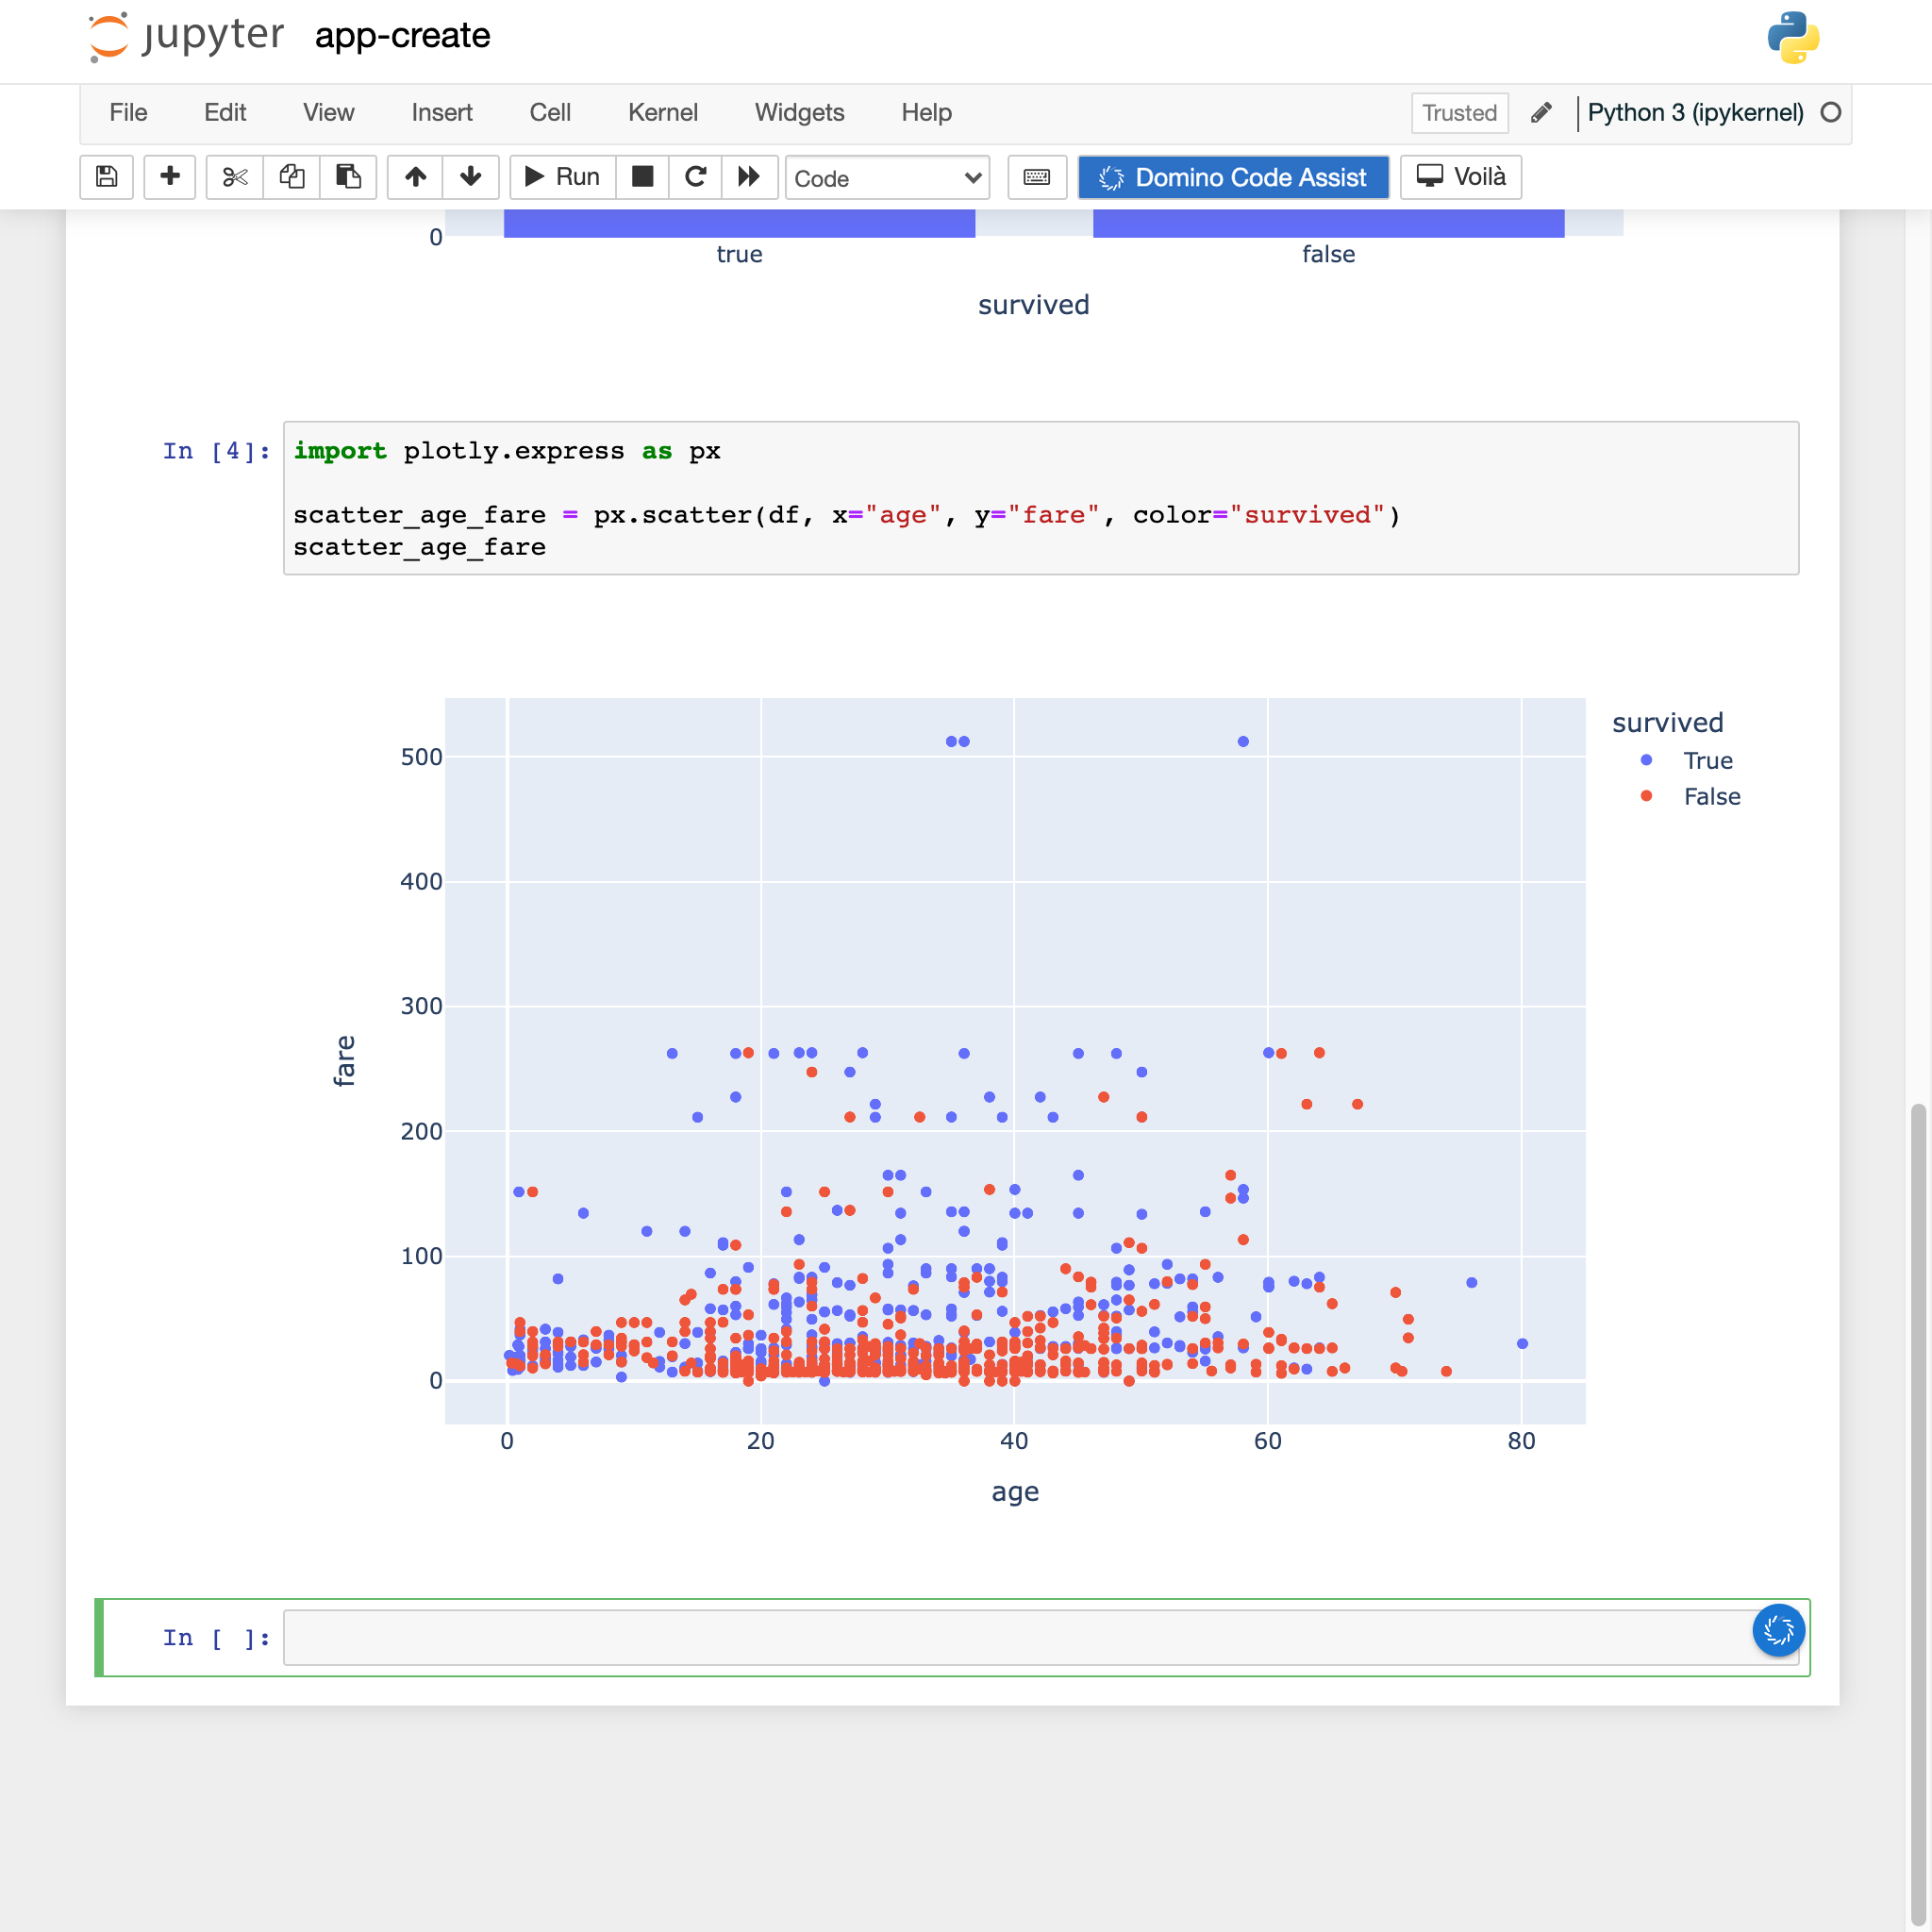 jupyter app-create
File Edit View Insert Cell Kernel Widgets Help Trusted Python 3 (ipykernel)
Run Code Domino Code Assist Voilà
0
true false
survived
In [4]: import plotly.express as px
scatter_age_fare = px.scatter(df, x="age", y="fare", color="survived")
scatter_age_fare
survived
True
False
500
400
300
200
100
0
fare
0 20 40 60 80
age
In [ ]: